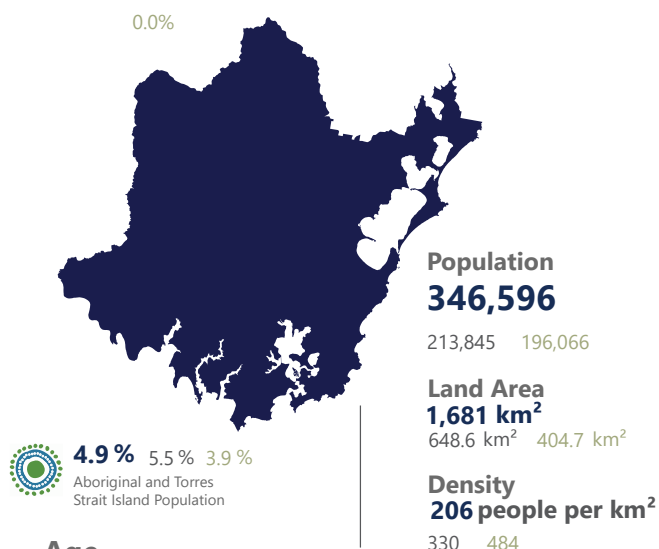 0.0%
Population
346,596
213,845 196,066
Land Area
1,681 km²
648.6 km² 404.7 km²
4.9 % 5.5 % 3.9 %
Aboriginal and Torres
Strait Island Population
Density
206 people per km²
330 484
Age